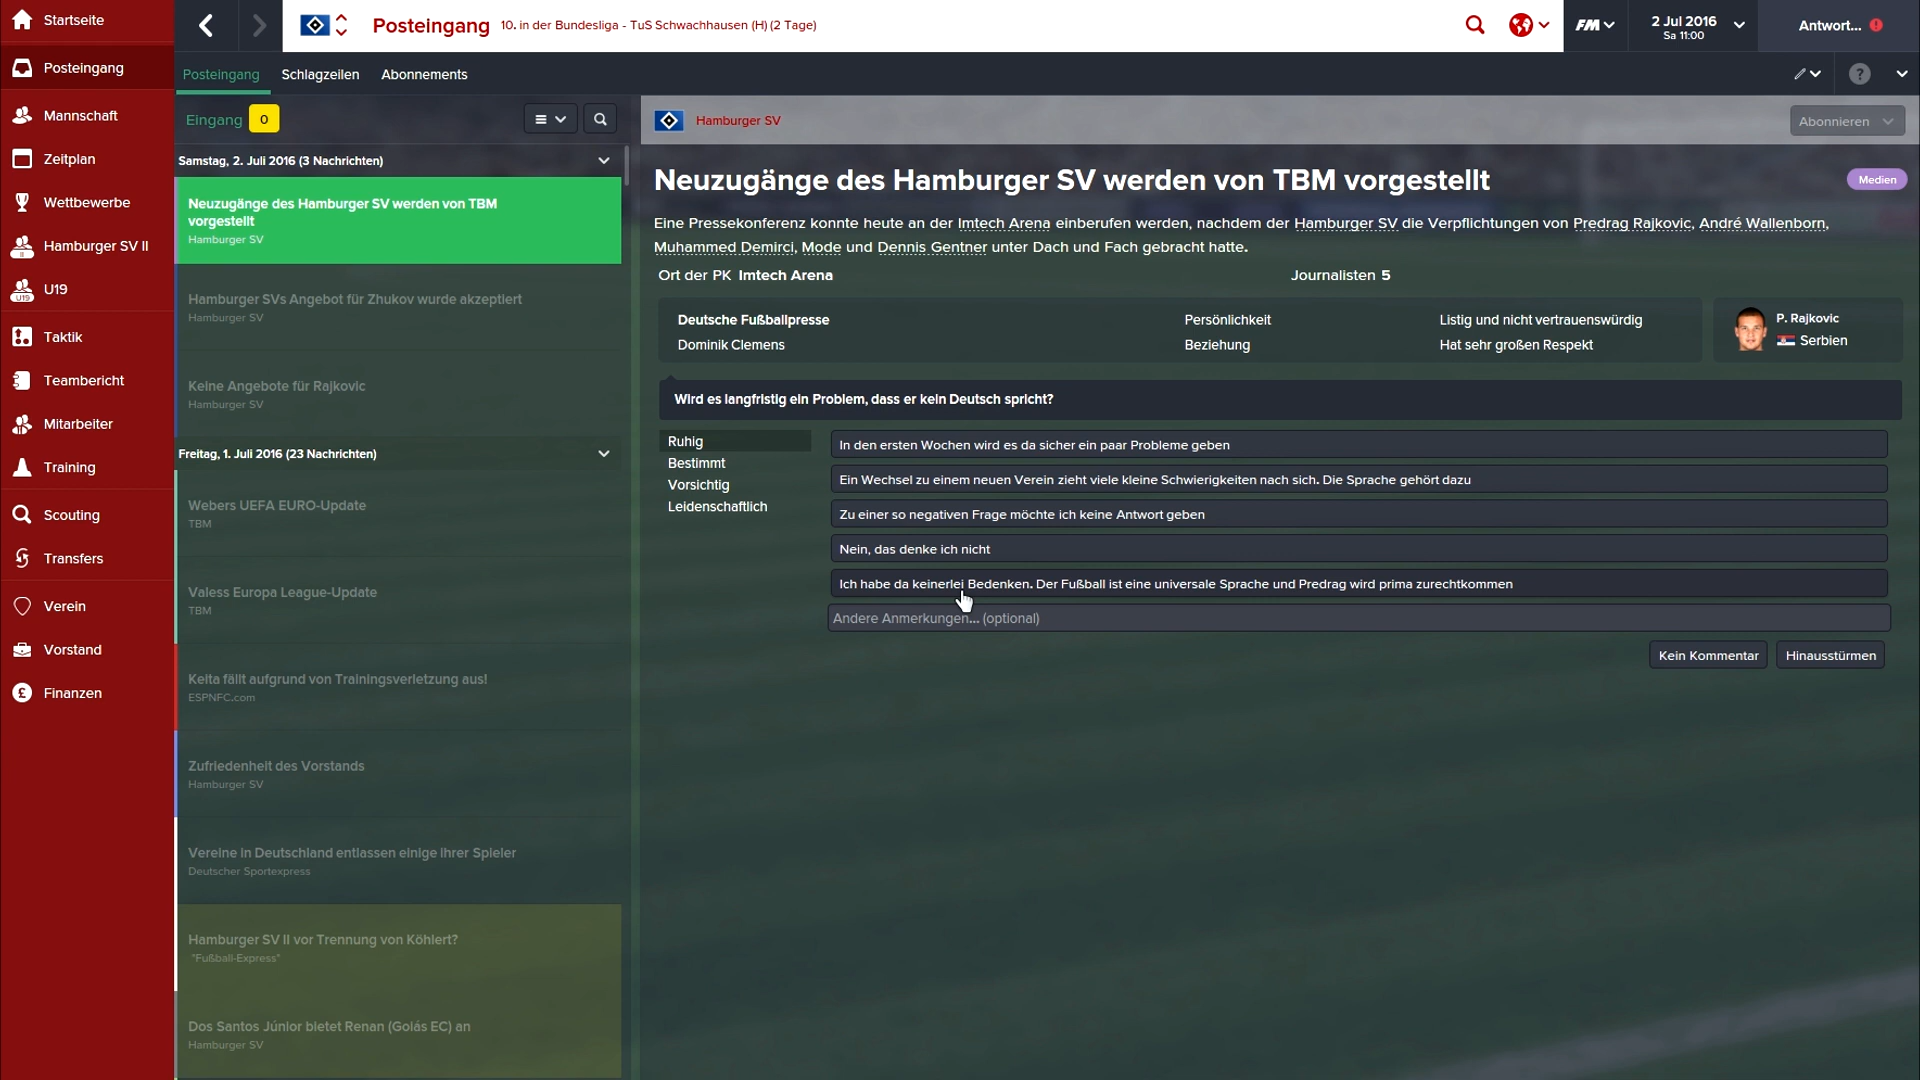 Startseite
Posteingang
Mannschaft
Zeitplan
Wettbewerbe
Hamburger SV II
U19
Taktik
Teambericht
Mitarbeiter
Training
Scouting
Transfers
Verein
Vorstand
Finanzen
Posteingang 10. in der Bundesliga - TuS Schwachhausen (H) (2 Tage)
FM
2 Jul 2016
Sa 11:00
Antwort...
Posteingang Schlagzeilen Abonnements
?
Eingang 0
Samstag, 2. Juli 2016 (3 Nachrichten)
Neuzugänge des Hamburger SV werden von TBM
vorgestellt
Hamburger SV
Hamburger SVs Angebot für Zhukov wurde akzeptiert
Hamburger SV
Keine Angebote für Rajkovic
Hamburger SV
Freitag, 1. Juli 2016 (23 Nachrichten)
Webers UEFA EURO-Update
TBM
Valess Europa League-Update
TBM
Keita fällt aufgrund von Trainingsverletzung aus!
ESPNFC.com
Zufriedenheit des Vorstands
Hamburger SV
Vereine in Deutschland entlassen einige ihrer Spieler
Deutscher Sportexpress
Hamburger SV II vor Trennung von Köhlert?
"Fußball-Express"
Dos Santos Júnior bietet Renan (Goiás EC) an
Hamburger SV
Hamburger SV
Abonnieren
Neuzugänge des Hamburger SV werden von TBM vorgestellt
Medien
Eine Pressekonferenz konnte heute an der Imtech Arena einberufen werden, nachdem der Hamburger SV die Verpflichtungen von Predrag Rajkovic, André Wallenborn,
Muhammed Demirci, Mode und Dennis Gentner unter Dach und Fach gebracht hatte.
Ort der PK Imtech Arena
Journalisten 5
Deutsche Fußballpresse Persönlichkeit Listig und nicht vertrauenswürdig
Dominik Clemens Beziehung Hat sehr großen Respekt
P. Rajkovic
Serbien
Wird es langfristig ein Problem, dass er kein Deutsch spricht?
Ruhig
Bestimmt
Vorsichtig
Leidenschaftlich
In den ersten Wochen wird es da sicher ein paar Probleme geben
Ein Wechsel zu einem neuen Verein zieht viele kleine Schwierigkeiten nach sich. Die Sprache gehört dazu
Zu einer so negativen Frage möchte ich keine Antwort geben
Nein, das denke ich nicht
Ich habe da keinerlei Bedenken. Der Fußball ist eine universale Sprache und Predrag wird prima zurechtkommen
Andere Anmerkungen... (optional)
Kein Kommentar
Hinausstürmen